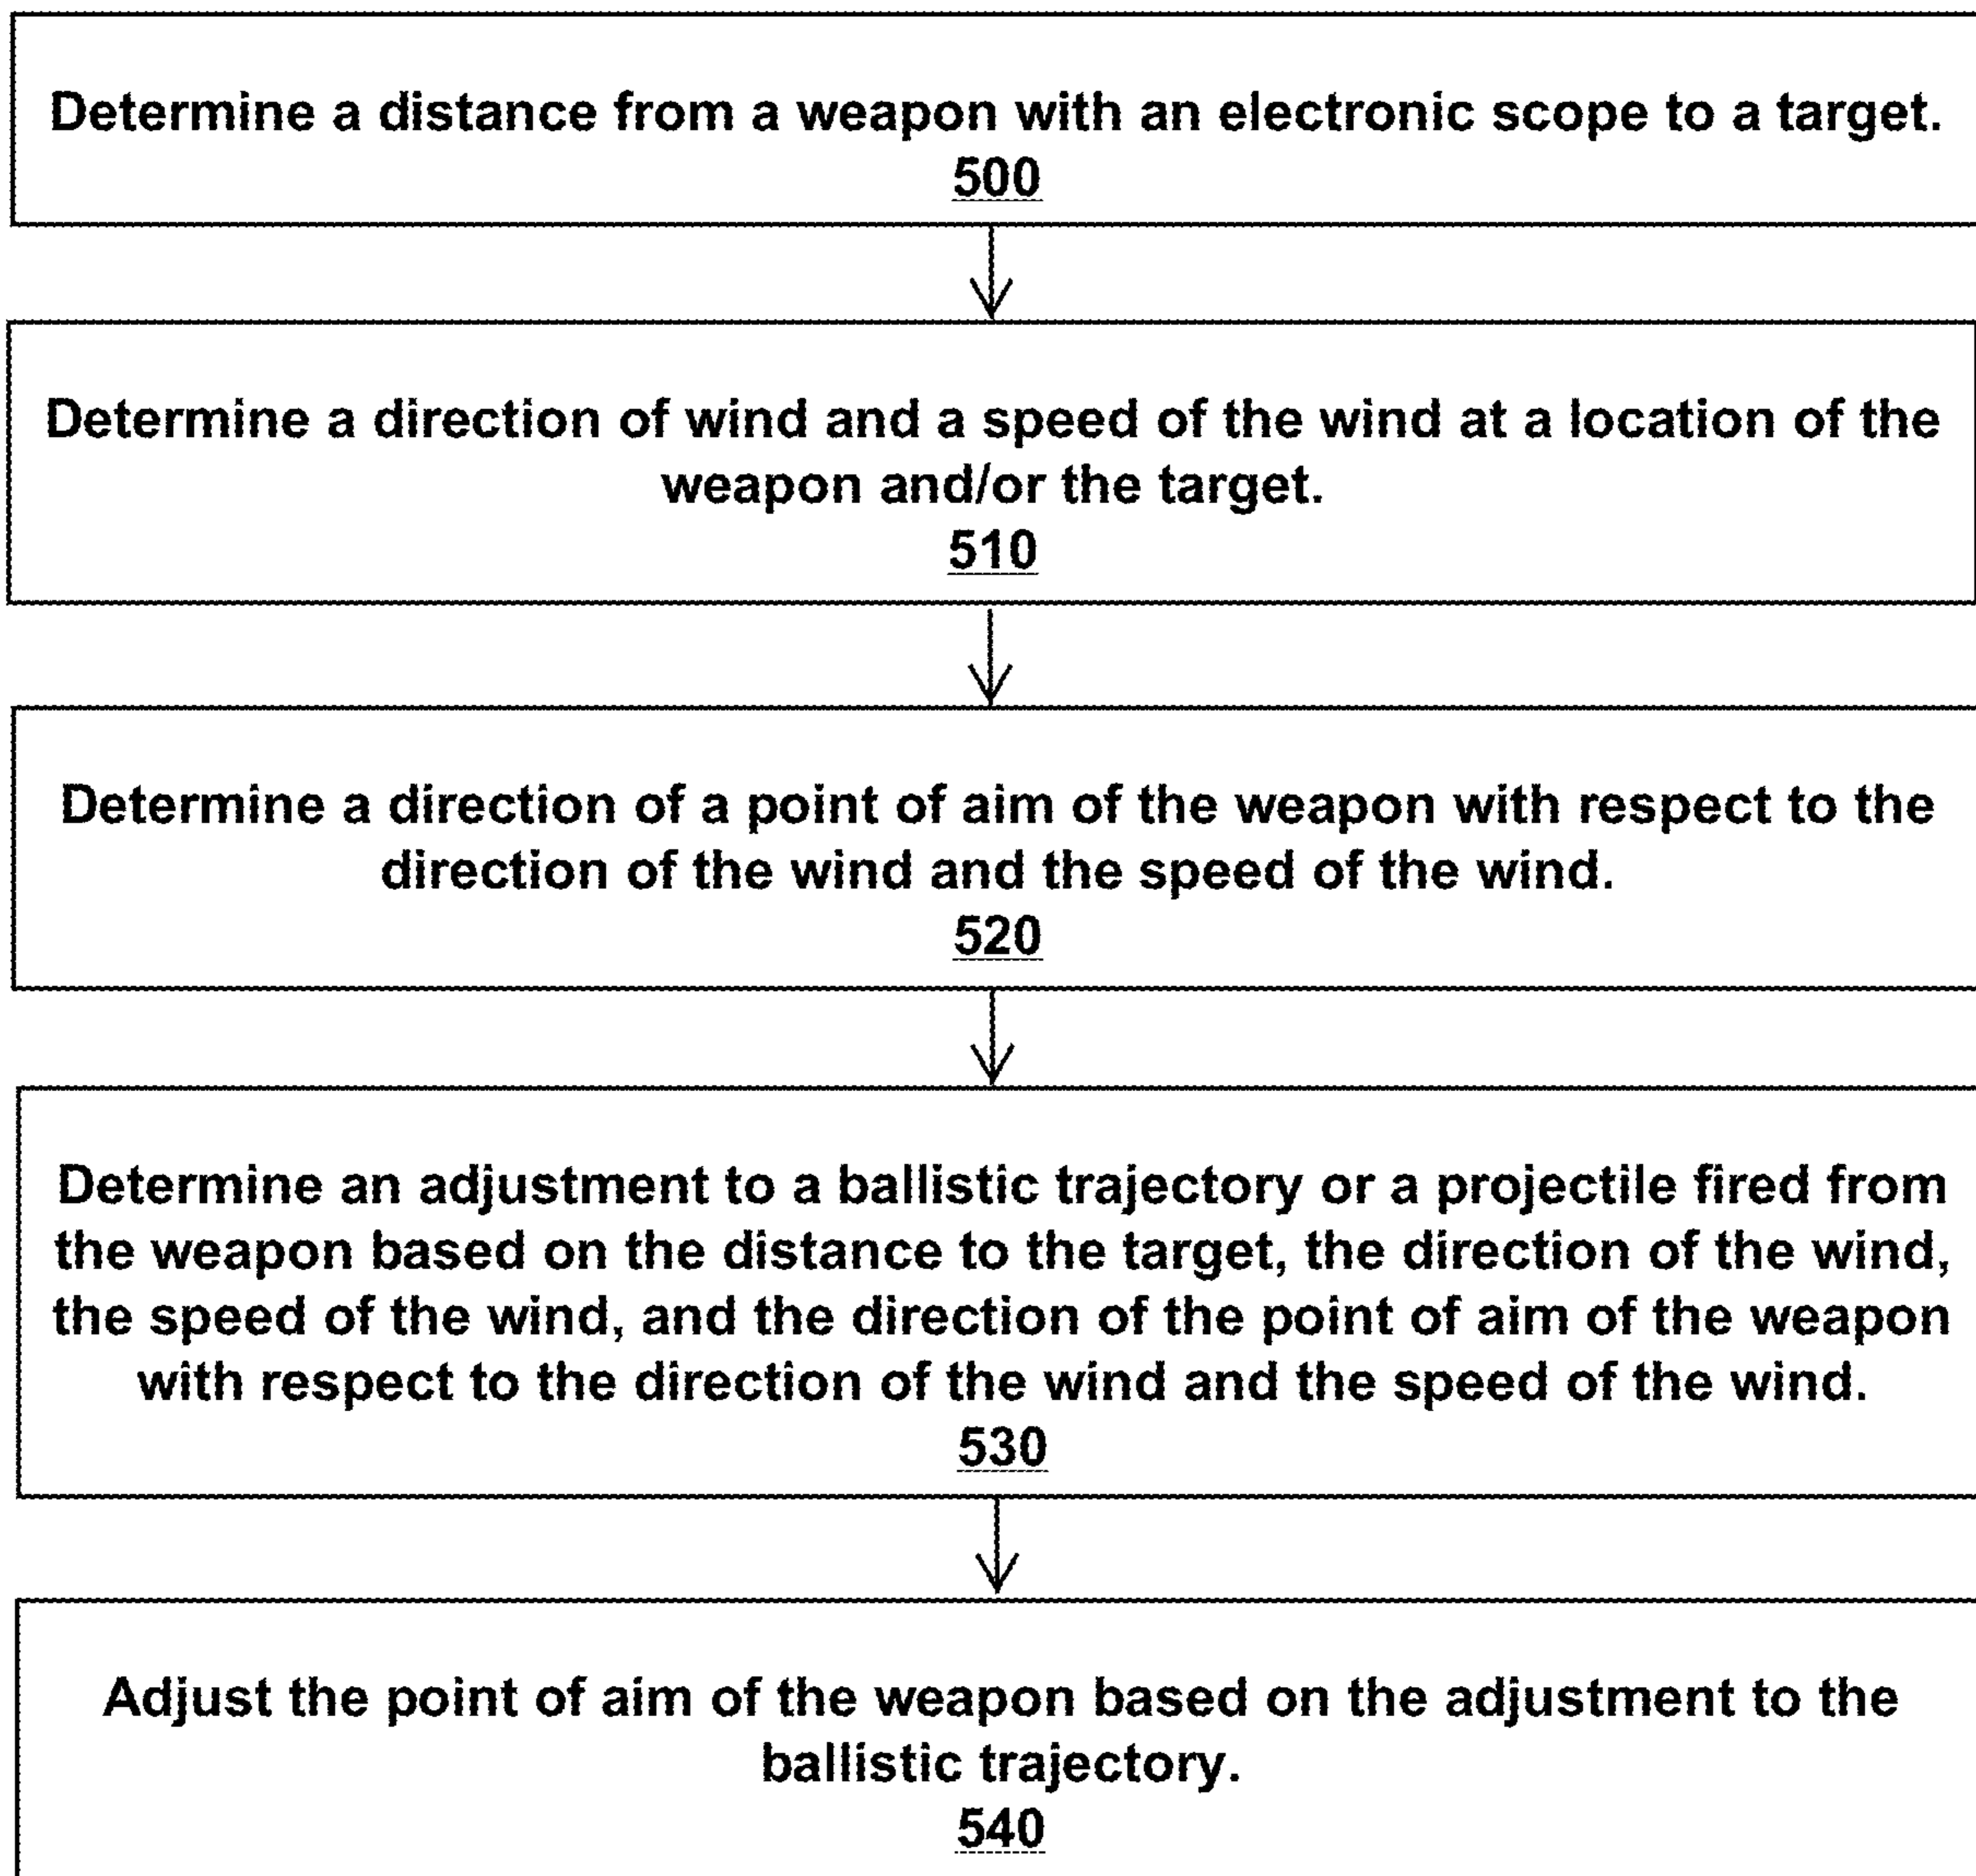 Determine a distance from a weapon with an electronic scope to a target.
500
Determine a direction of wind and a speed of the wind at a location of the
weapon and/or the target.
510
Determine a direction of a point of aim of the weapon with respect to the
direction of the wind and the speed of the wind.
520
Determine an adjustment to a ballistic trajectory or a projectile fired from
the weapon based on the distance to the target, the direction of the wind,
the speed of the wind, and the direction of the point of aim of the weapon
with respect to the direction of the wind and the speed of the wind.
530
Adjust the point of aim of the weapon based on the adjustment to the
ballistic trajectory.
540